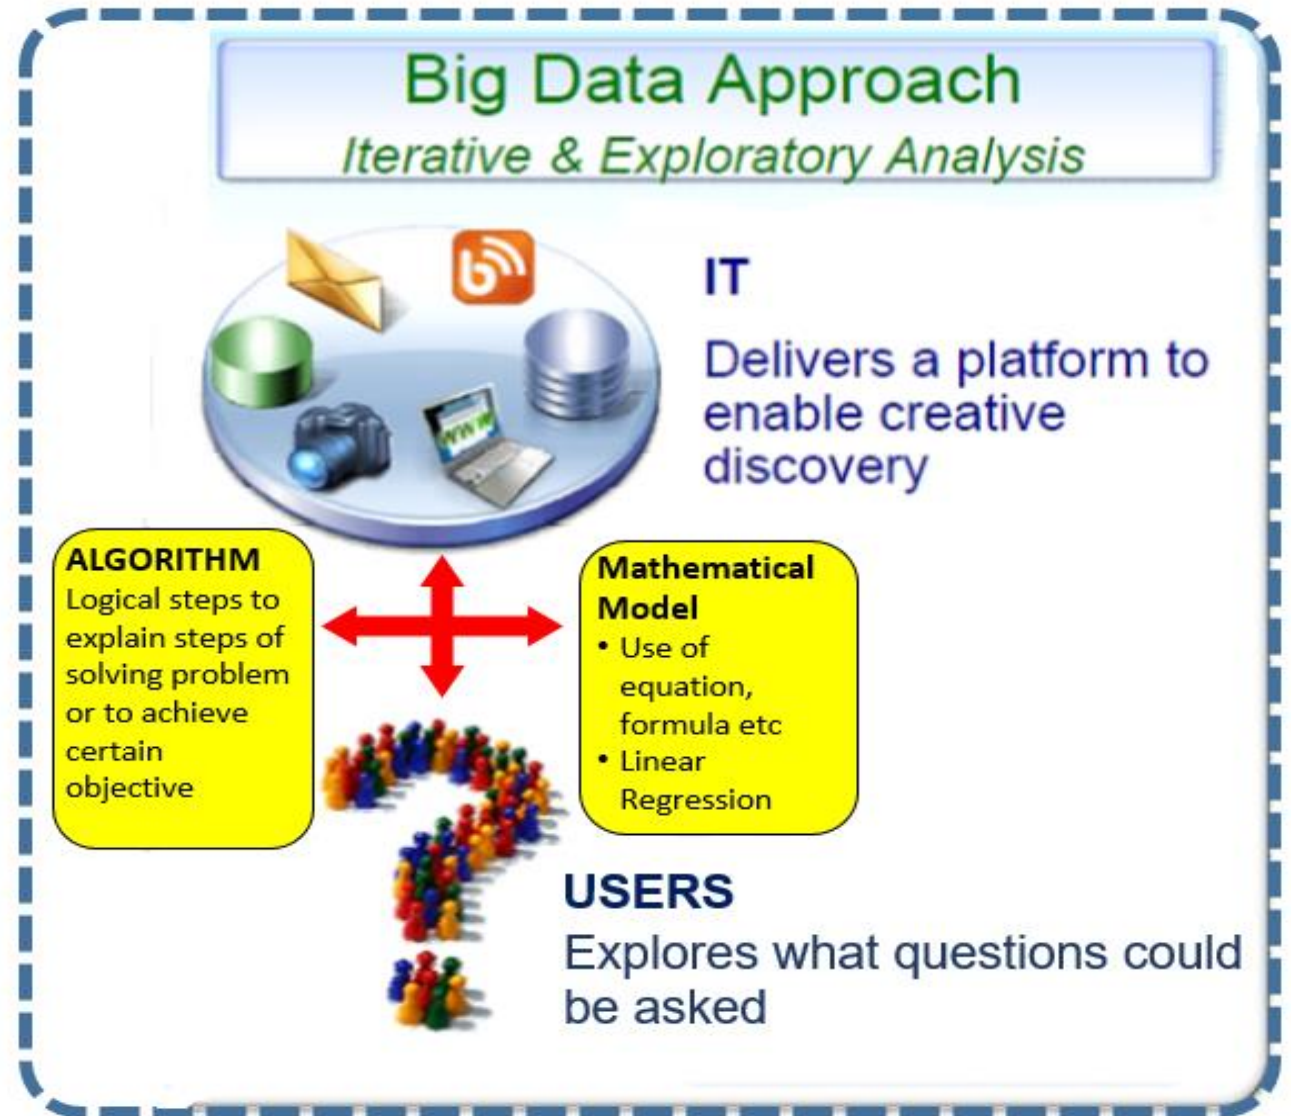 Big Data Approach
Iterative & Exploratory Analysis
b
IT
Delivers a platform to
enable creative
discovery
WWW
ALGORITHM
Logical steps to
explain steps of
solving problem
or to achieve
certain
objective
Mathematical
Model
• Use of
equation,
formula etc
• Linear
Regression
USERS
Explores what questions could
be asked